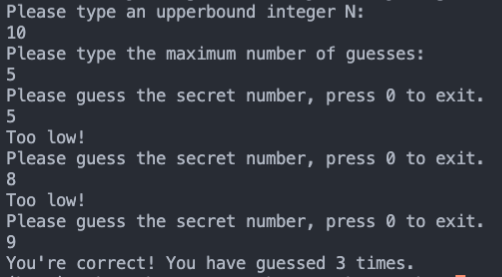 Please type an upperbound integer N:
10
Please type the maximum number of guesses:
5
Please guess the secret number, press 0 to exit.
5
Too low!
Please guess the secret number, press 0 to exit.
8
Too low!
Please guess the secret number, press 0 to exit.
9
You're correct! You have guessed 3 times.